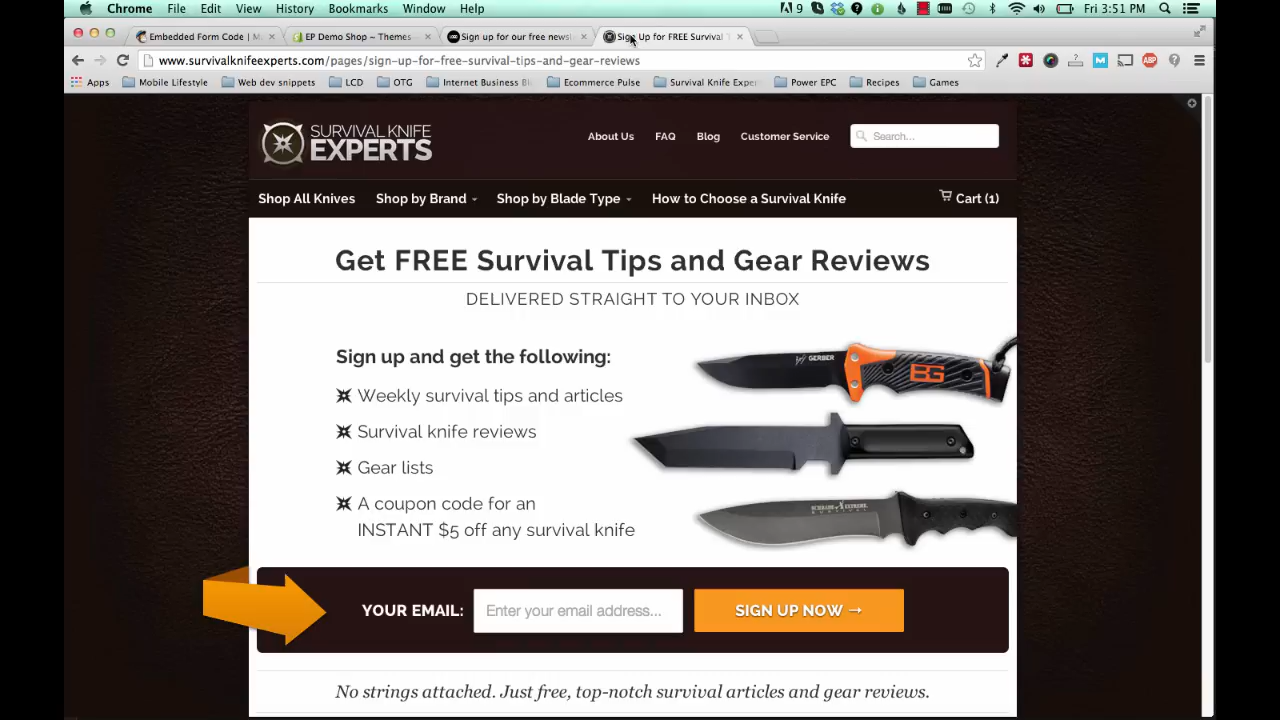 Chrome File Edit View History Bookmarks Window Help 9 Fri 3:51 PM
Embedded Form Code | M × EP Demo Shop ~ Themes × Sign up for our free newsl × Sign Up for FREE Survival T ×
www.survivalknifeexperts.com/pages/sign-up-for-free-survival-tips-and-gear-reviews
Apps Mobile Lifestyle Web dev snippets LCD OTG Internet Business Bl Ecommerce Pulse Survival Knife Exper Power EPC Recipes Games
SURVIVAL KNIFE
EXPERTS
About Us FAQ Blog Customer Service Search...
Shop All Knives Shop by Brand Shop by Blade Type How to Choose a Survival Knife Cart (1)
Get FREE Survival Tips and Gear Reviews
DELIVERED STRAIGHT TO YOUR INBOX
Sign up and get the following:
Weekly survival tips and articles
Survival knife reviews
Gear lists
A coupon code for an
INSTANT $5 off any survival knife
GERBER
BG
YOUR EMAIL: Enter your email address... SIGN UP NOW →
No strings attached. Just free, top-notch survival articles and gear reviews.